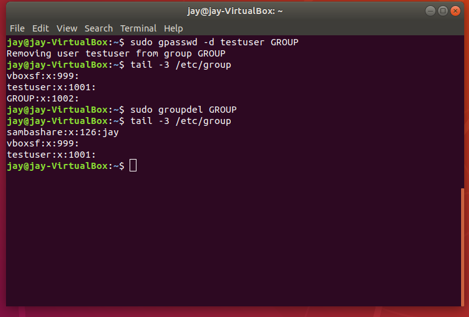 jay@jay-VirtualBox: ~
File Edit View Search Terminal Help
jay@jay-VirtualBox:~$ sudo gpasswd -d testuser GROUP
Removing user testuser from group GROUP
jay@jay-VirtualBox:~$ tail -3 /etc/group
vboxsf:x:999:
testuser:x:1001:
GROUP:x:1002:
jay@jay-VirtualBox:~$ sudo groupdel GROUP
jay@jay-VirtualBox:~$ tail -3 /etc/group
sambashare:x:126:jay
vboxsf:x:999:
testuser:x:1001:
jay@jay-VirtualBox:~$